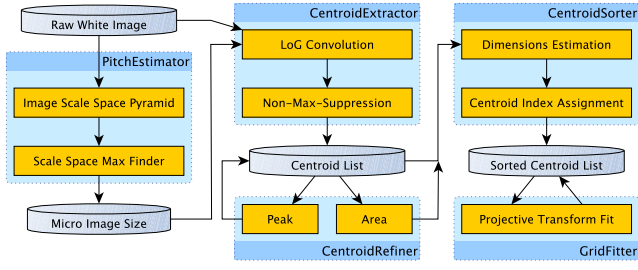 Raw White Image
PitchEstimator
Image Scale Space Pyramid
Scale Space Max Finder
Micro Image Size
CentroidExtractor
LoG Convolution
Non-Max-Suppression
Centroid List
Peak
Area
CentroidRefiner
CentroidSorter
Dimensions Estimation
Centroid Index Assignment
Sorted Centroid List
Projective Transform Fit
GridFitter